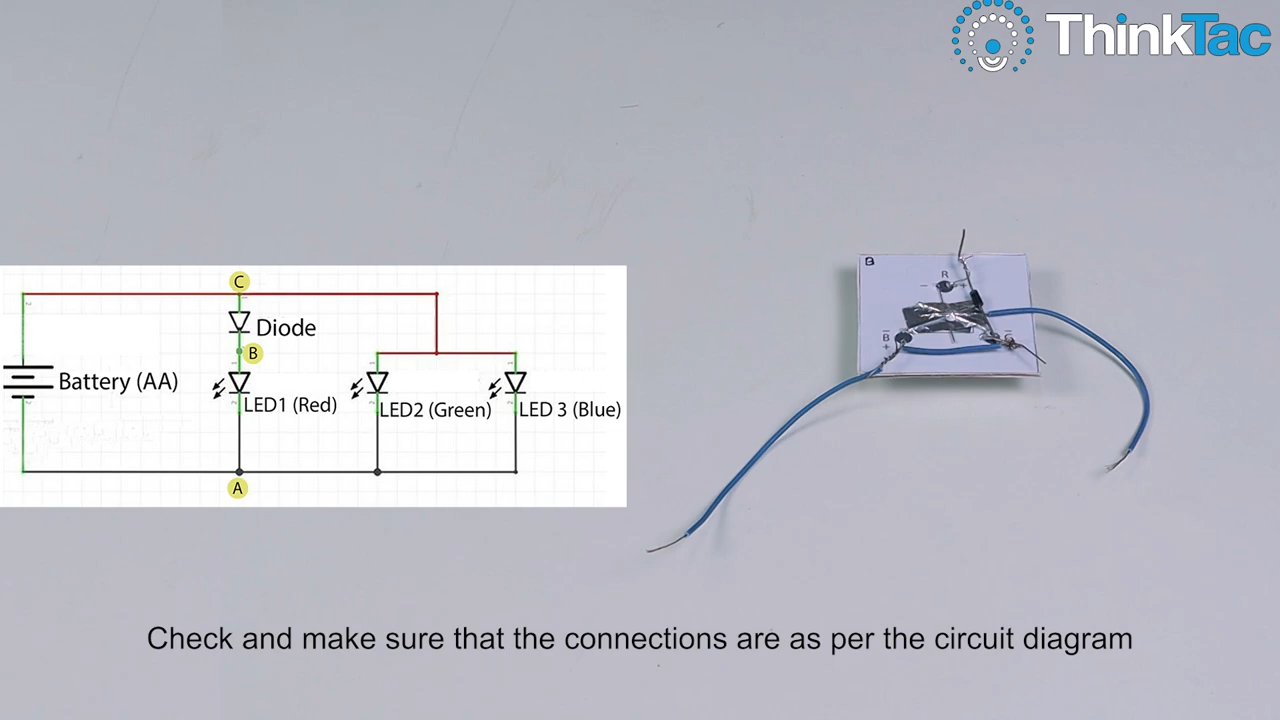 ThinkTac
C
Diode
B
Battery (AA)
LED1 (Red)
LED2 (Green)
LED 3 (Blue)
A
B
R
- +
B
+
G
Check and make sure that the connections are as per the circuit diagram